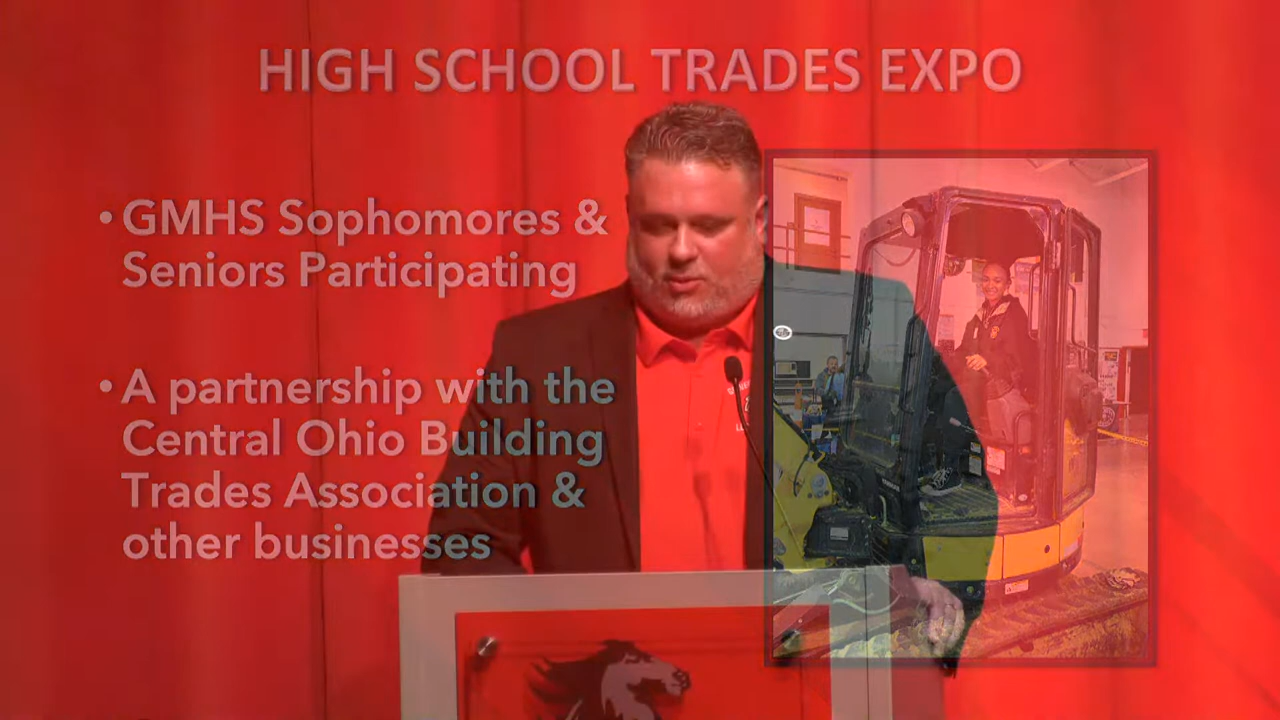 HIGH SCHOOL TRADES EXPO
• GMHS Sophomores &
Seniors Participating
• A partnership with the
Central Ohio Building
Trades Association &
other businesses